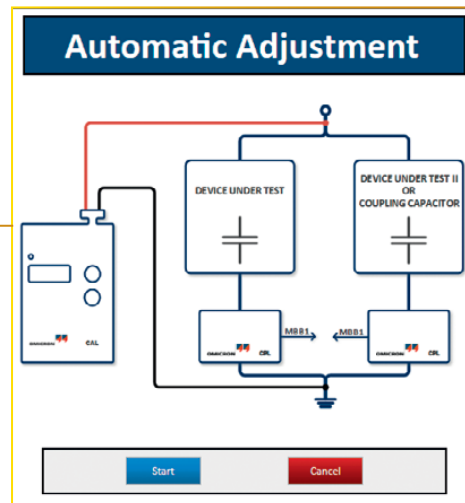 Automatic Adjustment
DEVICE UNDER TEST
DEVICE UNDER TEST II
OR
COUPLING CAPACITOR
MBB1
MBB1
OMICRON
CAL
OMICRON
CPL
OMICRON
CPL
Start
Cancel